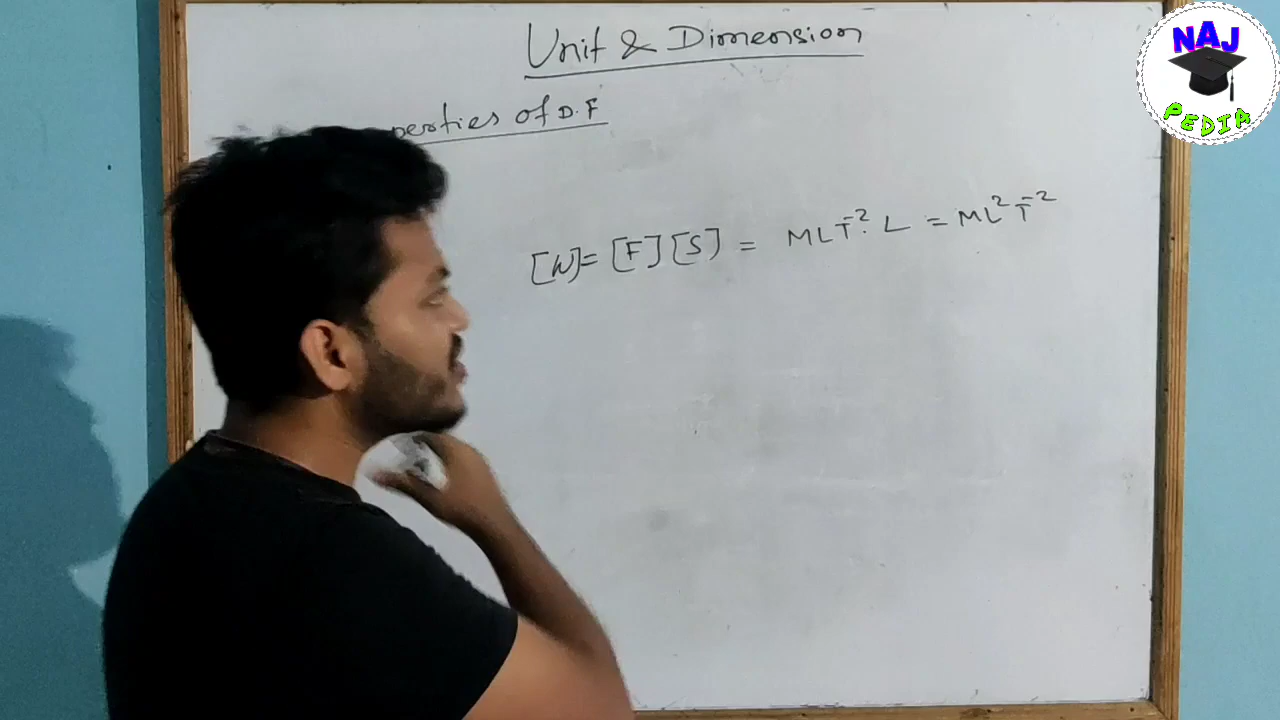 Unit & Dimension
NAJ
PEDIA
perties of D.F
[W]= [F] [S] = MLT⁻². L = ML²T⁻²